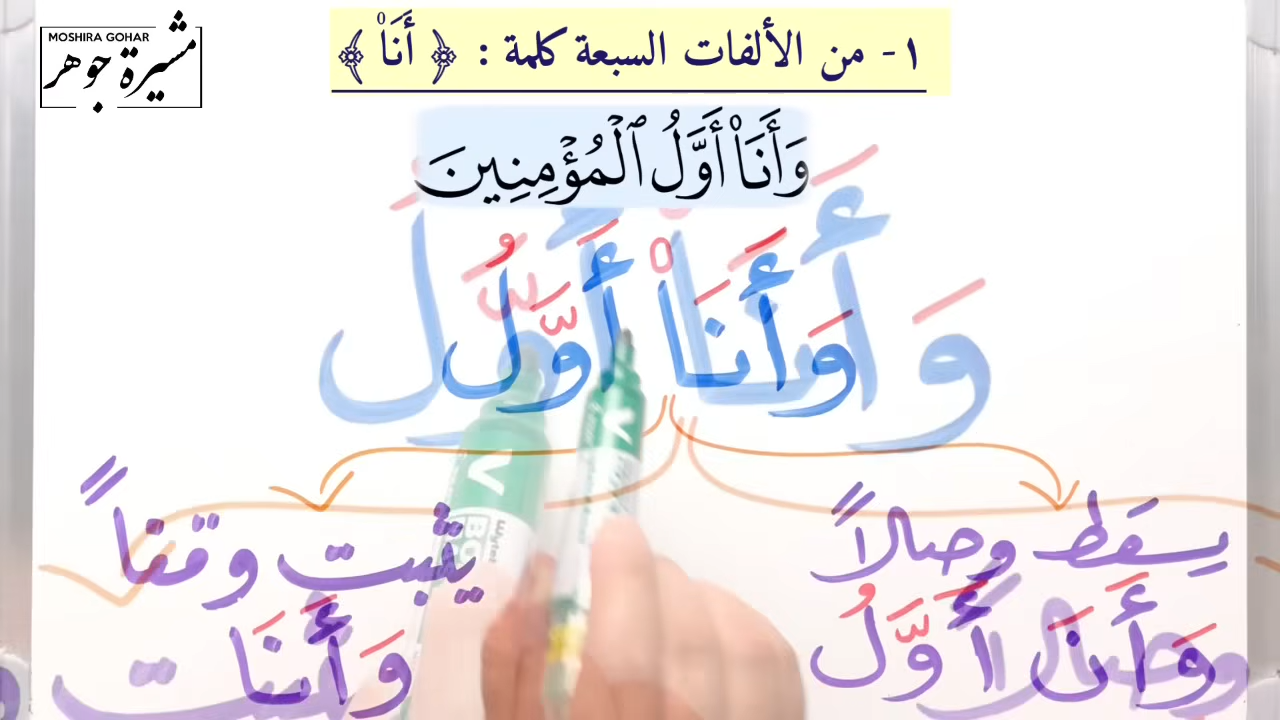 MOSHIRA GOHAR
مشيرة جوهر
١- من الألفات السبعة كلمة : ﴿ أَنَا۠ ﴾
وَأَنَا۠ أَوَّلُ ٱلْمُؤْمِنِينَ
وَأَنَا۠ أَوَّلُ
يسقط وصلاً
يثبت وقفاً
وَأَنَ أَوَّلُ
وَأَنَا